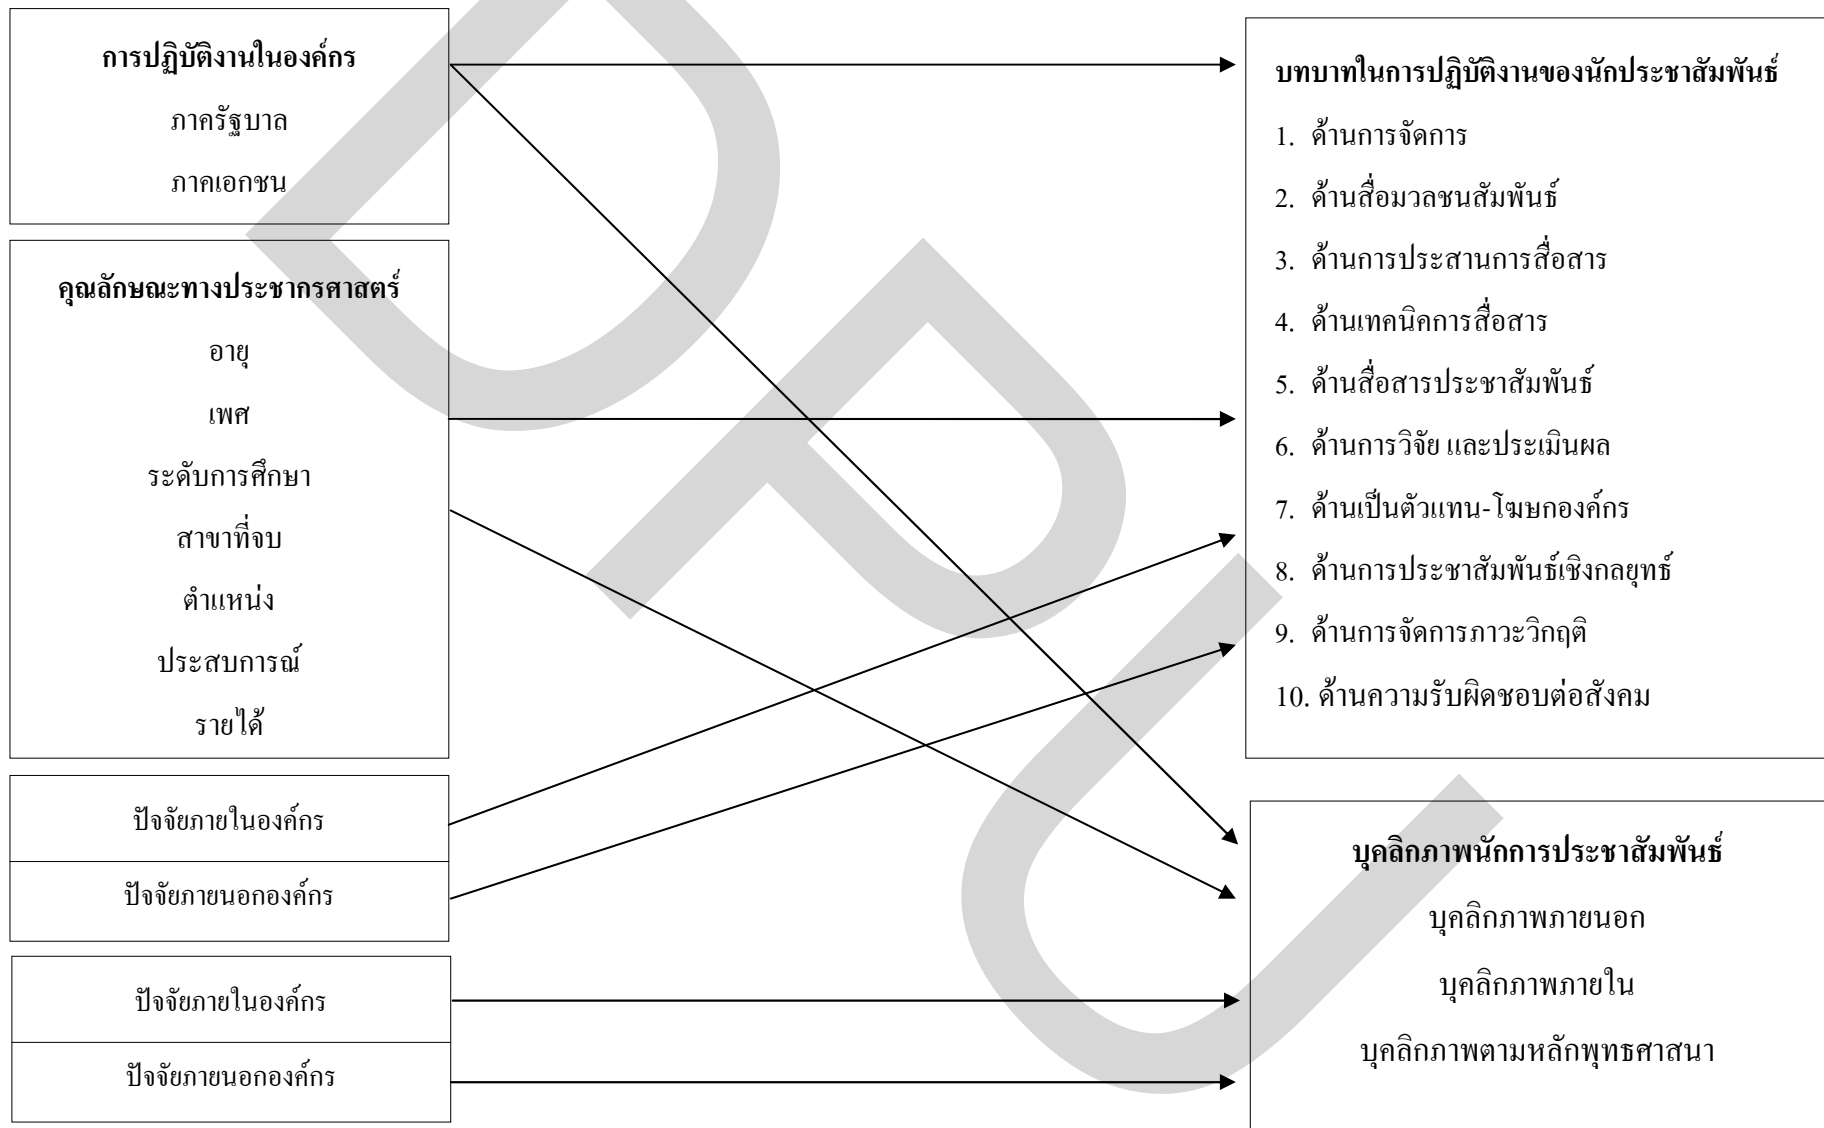 การปฏิบัติงานในองค์กร
ภาครัฐบาล
ภาคเอกชน
คุณลักษณะทางประชากรศาสตร์
อายุ
เพศ
ระดับการศึกษา
สาขาที่จบ
ตำแหน่ง
ประสบการณ์
รายได้
ปัจจัยภายในองค์กร
ปัจจัยภายนอกองค์กร
ปัจจัยภายในองค์กร
ปัจจัยภายนอกองค์กร
บทบาทในการปฏิบัติงานของนักประชาสัมพันธ์
1. ด้านการจัดการ
2. ด้านสื่อมวลชนสัมพันธ์
3. ด้านการประสานการสื่อสาร
4. ด้านเทคนิคการสื่อสาร
5. ด้านสื่อสารประชาสัมพันธ์
6. ด้านการวิจัย และประเมินผล
7. ด้านเป็นตัวแทน-โฆษกองค์กร
8. ด้านการประชาสัมพันธ์เชิงกลยุทธ์
9. ด้านการจัดการภาวะวิกฤติ
10. ด้านความรับผิดชอบต่อสังคม
บุคลิกภาพนักการประชาสัมพันธ์
บุคลิกภาพภายนอก
บุคลิกภาพภายใน
บุคลิกภาพตามหลักพุทธศาสนา
DPU